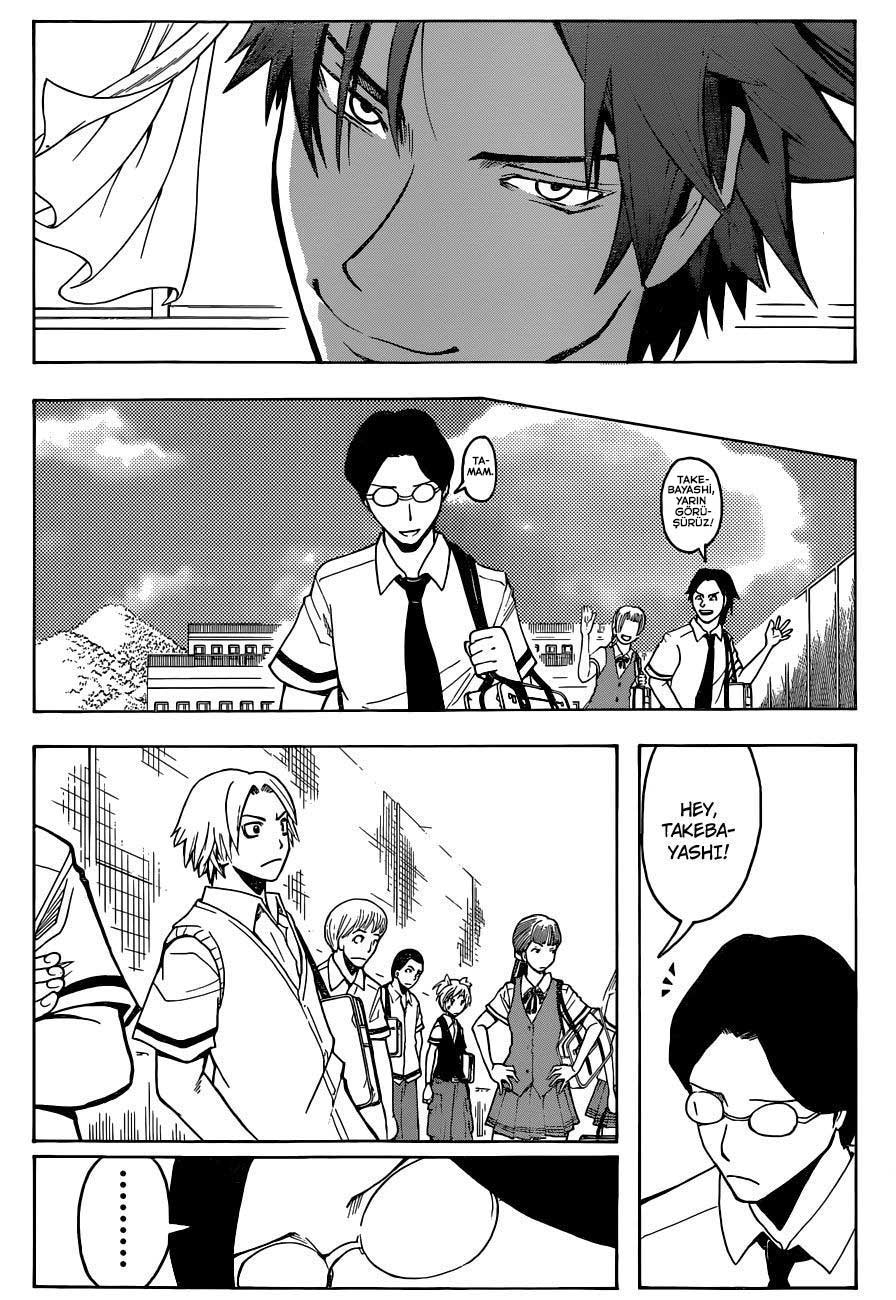 TAKE-
BAYASHİ,
YARIN
GÖRÜ-
ŞÜRÜZ!
TA-
MAM.
HEY,
TAKEBA-
YASHI!
........